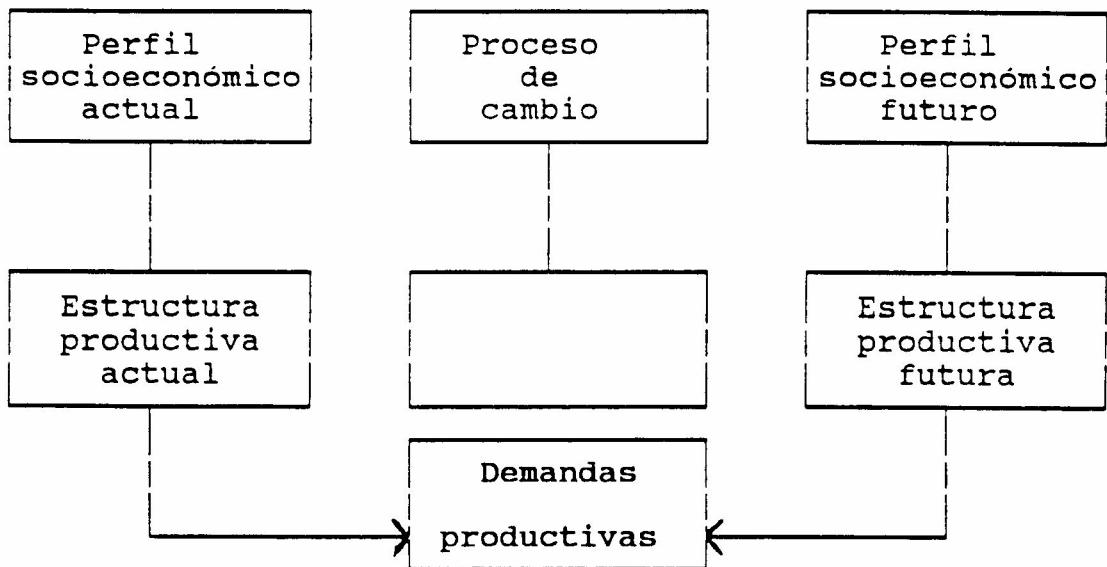 Perfil
socioeconómico
actual
Proceso
de
cambio
Perfil
socioeconómico
futuro
Estructura
productiva
actual
Estructura
productiva
futura
Demandas
productivas